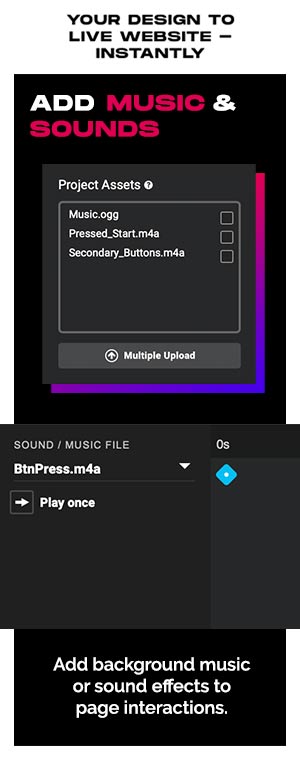 YOUR DESIGN TO
LIVE WEBSITE –
INSTANTLY
ADD MUSIC &
SOUNDS
Project Assets ?
Music.ogg
Pressed_Start.m4a
Secondary_Buttons.m4a
Multiple Upload
SOUND / MUSIC FILE
0s
BtnPress.m4a
Play once
Add background music
or sound effects to
page interactions.